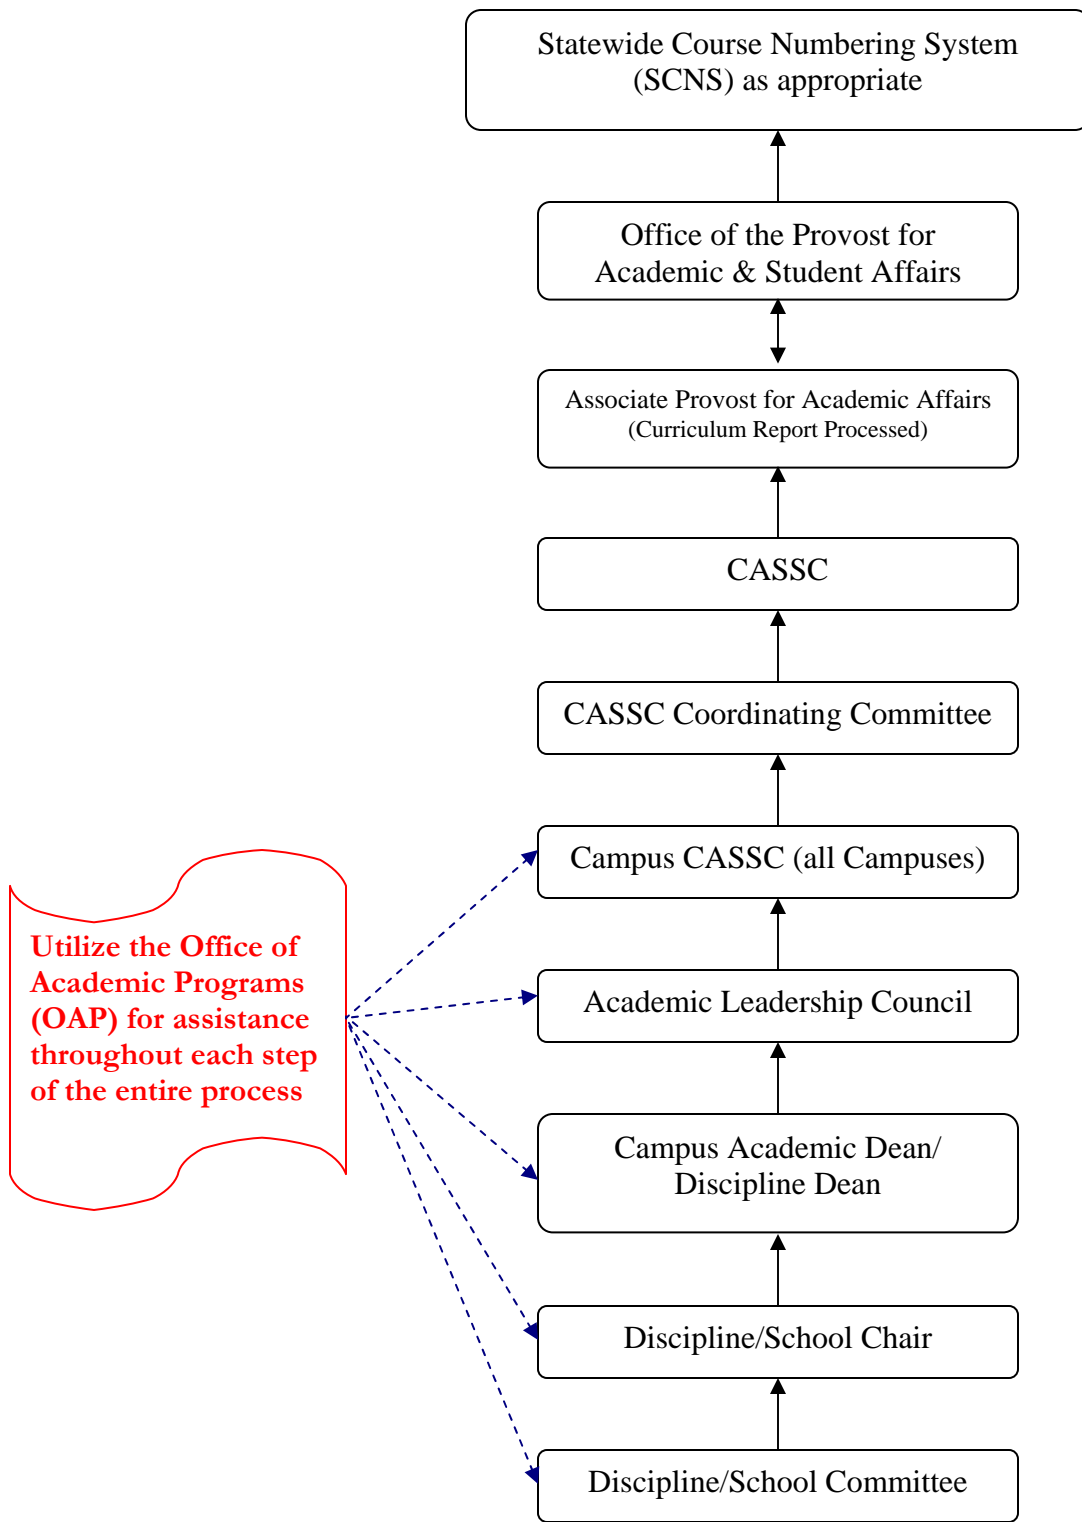 Statewide Course Numbering System
(SCNS) as appropriate
Office of the Provost for
Academic & Student Affairs
Associate Provost for Academic Affairs
(Curriculum Report Processed)
CASSC
CASSC Coordinating Committee
Campus CASSC (all Campuses)
Utilize the Office of
Academic Programs
(OAP) for assistance
throughout each step
of the entire process
Academic Leadership Council
Campus Academic Dean/
Discipline Dean
Discipline/School Chair
Discipline/School Committee